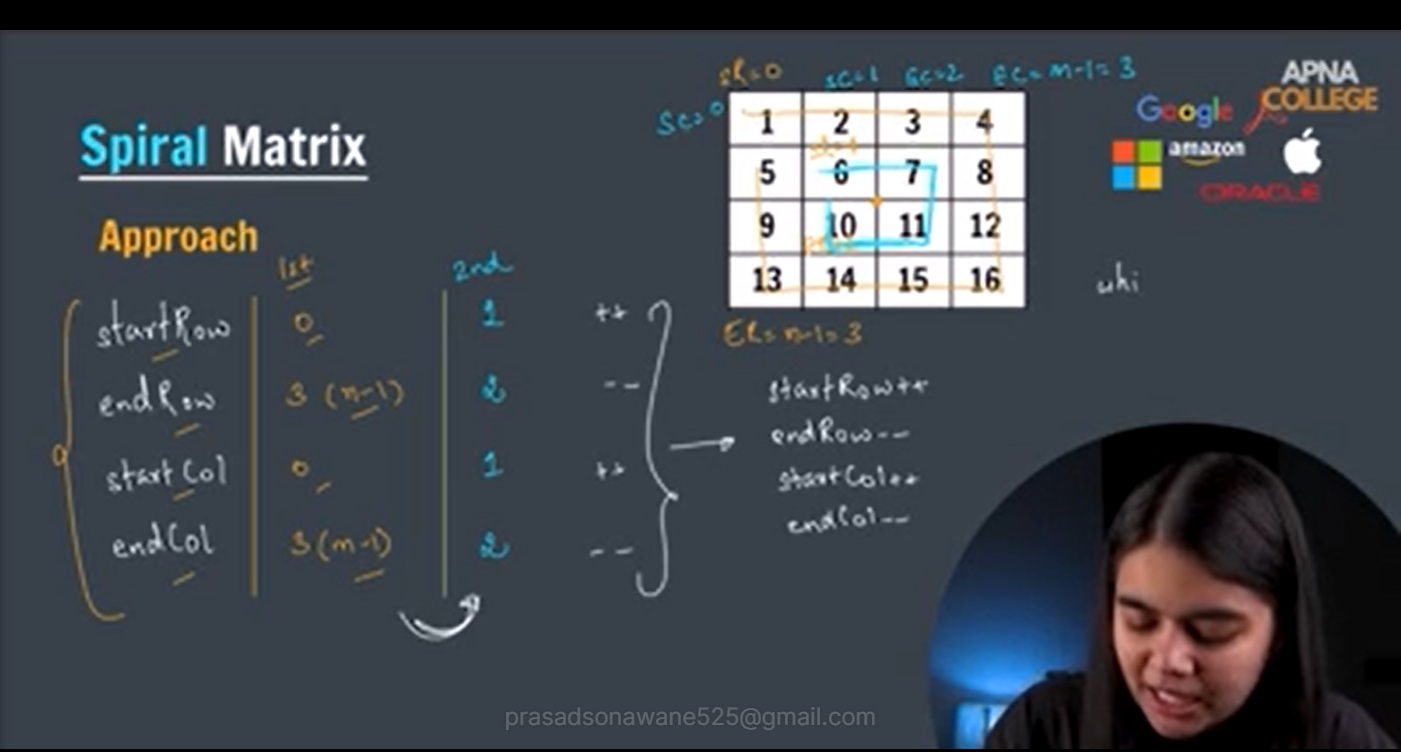 sR=0 sc=1 Ec=2 Ec=m-1=3
Sc=0
APNA
COLLEGE
Google
amazon
ORACLE
Spiral Matrix
1 2 3 4
5 6 7 8
9 10 11 12
13 14 15 16
ER=n-1=3
Approach
1st 2nd
startRow 0 1 ++
endRow 3 (n-1) 2 --
startCol 0 1 ++
endCol 3(m-1) 2 --
startRow++
endRow--
startCol++
endCol--
prasadsonawane525@gmail.com